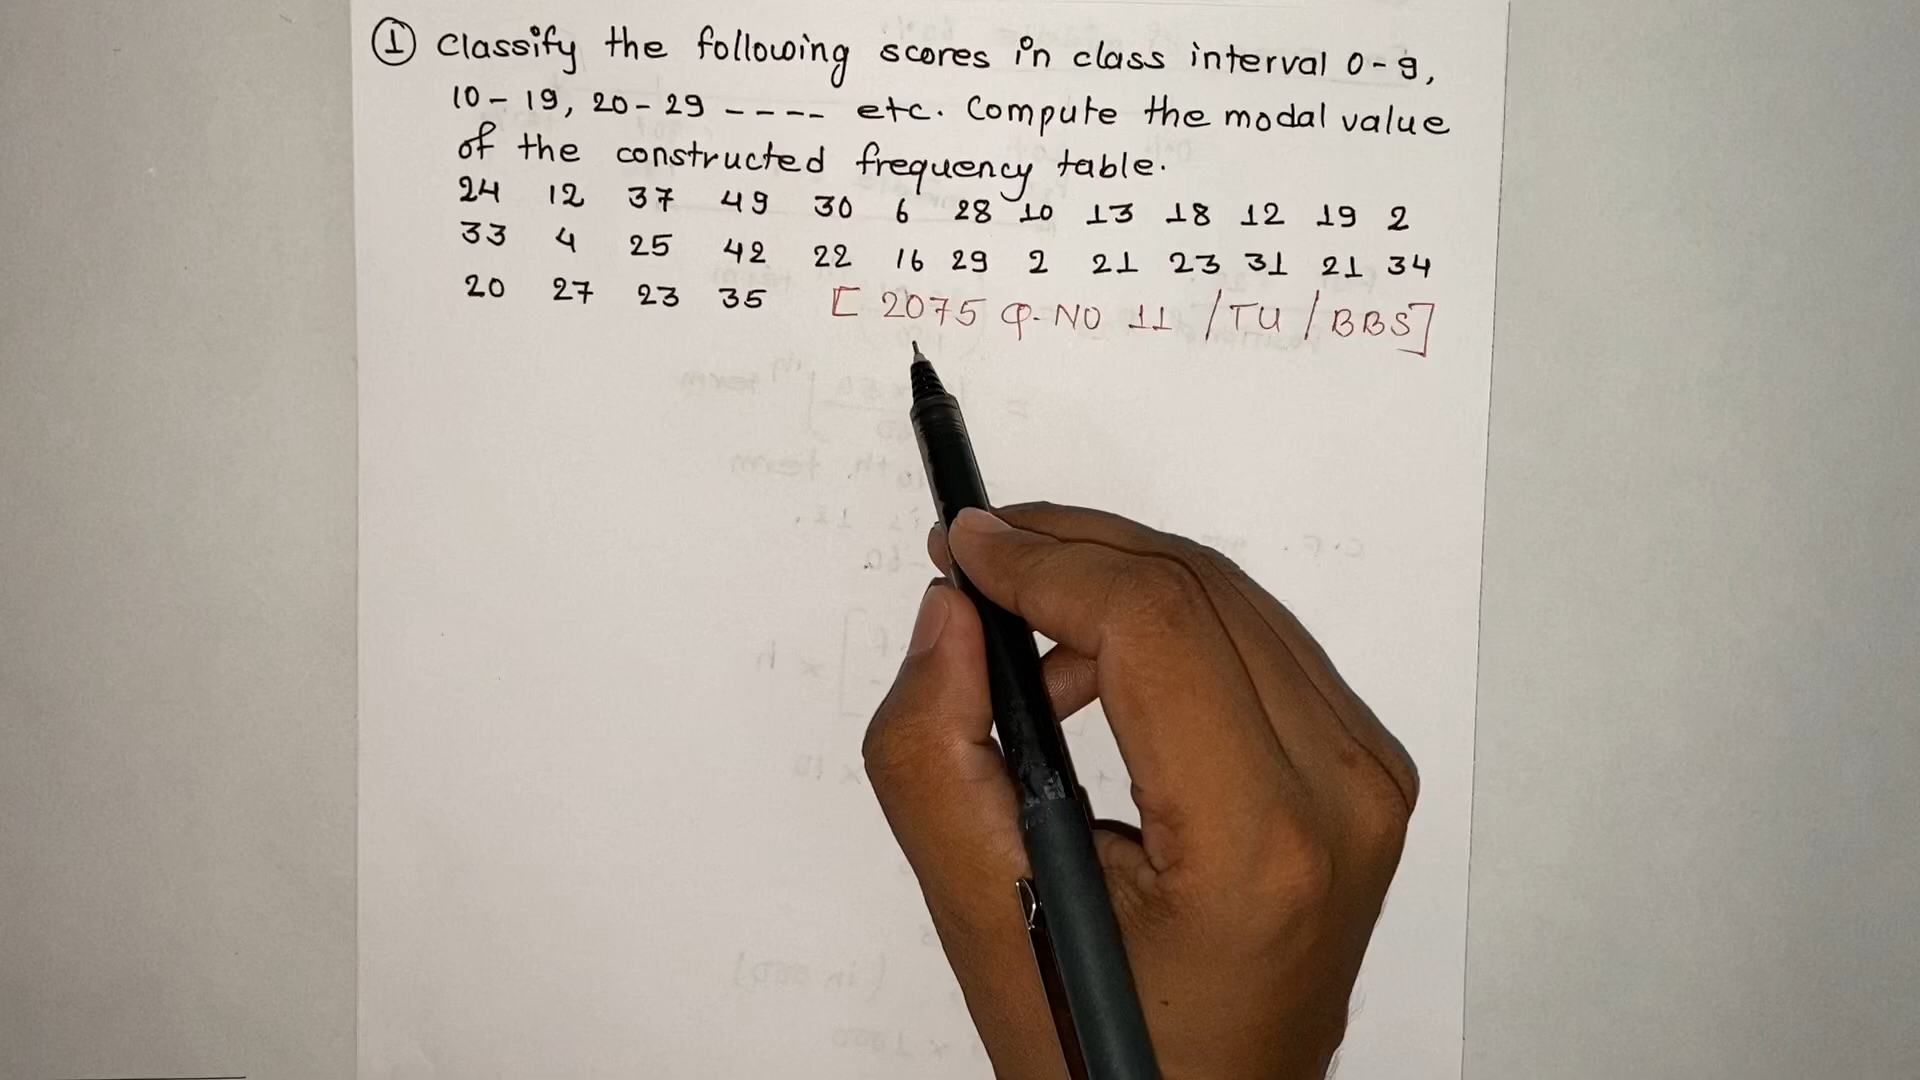 ① Classify the following scores in class interval 0-9,
10-19, 20-29 ---- etc. Compute the modal value
of the constructed frequency table.
24 12 37 49 30 6 28 10 13 18 12 19 2
33 4 25 42 22 16 29 2 21 23 31 21 34
20 27 23 35 [ 2075 Q. NO 11 / TU / BBS]